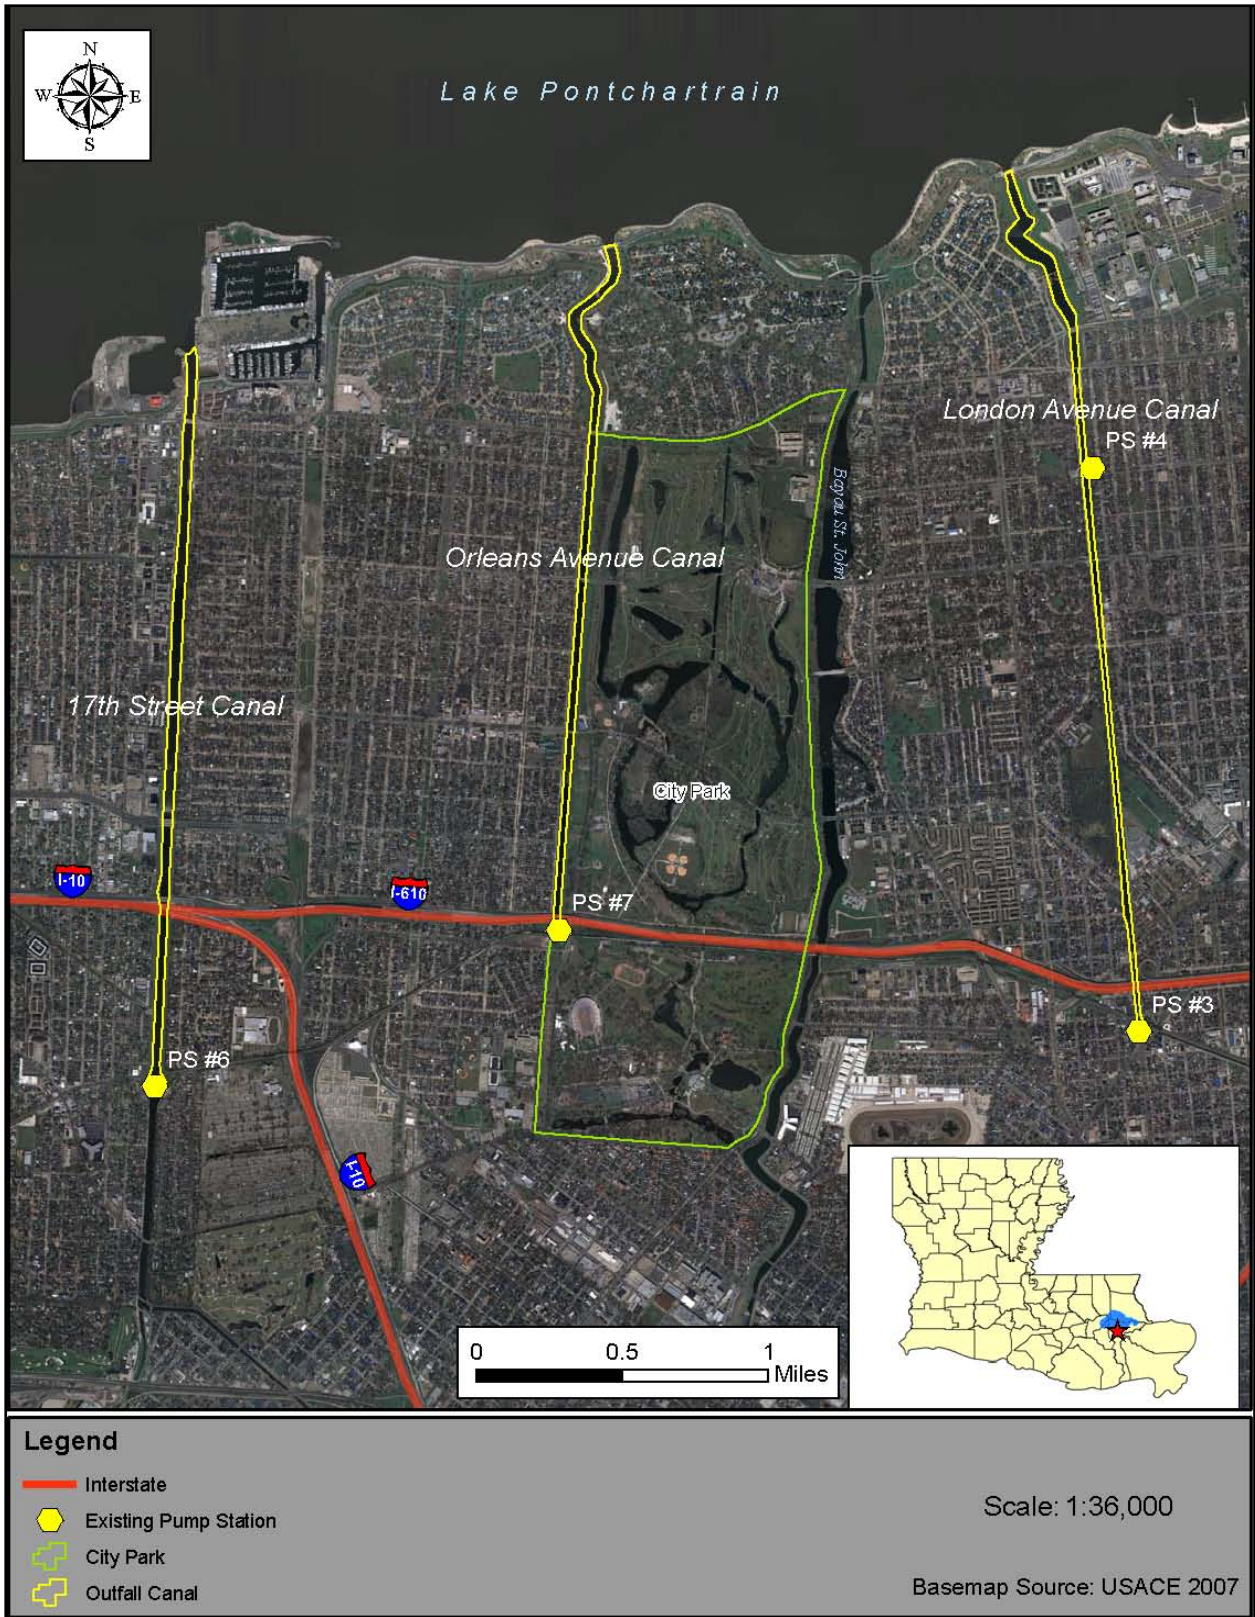 N
W E
S
Lake Pontchartrain
London Avenue Canal
PS #4
Bayou St. John
Orleans Avenue Canal
17th Street Canal
City Park
I-10
I-610
PS #7
PS #3
PS #6
I-10
0 0.5 1
Miles
Legend
Interstate
Existing Pump Station
City Park
Outfall Canal
Scale: 1:36,000
Basemap Source: USACE 2007